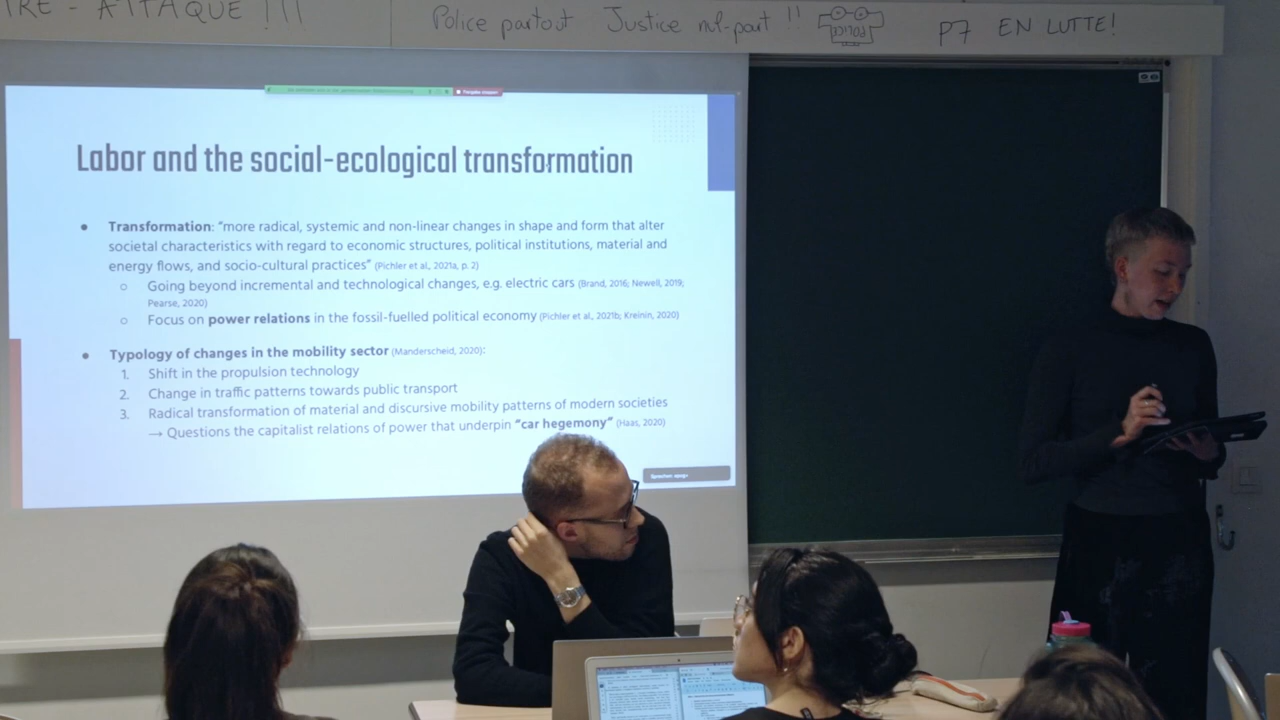 RE - ATTAQUE !!!
Police partout Justice nul-part !!
POLICE
P7 EN LUTTE!
Labor and the social-ecological transformation
● Transformation: “more radical, systemic and non-linear changes in shape and form that alter
societal characteristics with regard to economic structures, political institutions, material and
energy flows, and socio-cultural practices” (Pichler et al., 2021a, p. 2)
○ Going beyond incremental and technological changes, e.g. electric cars (Brand, 2016; Newell, 2019;
Pearse, 2020)
○ Focus on power relations in the fossil-fuelled political economy (Pichler et al., 2021b; Kreinin, 2020)
● Typology of changes in the mobility sector (Manderscheid, 2020):
1. Shift in the propulsion technology
2. Change in traffic patterns towards public transport
3. Radical transformation of material and discursive mobility patterns of modern societies
→ Questions the capitalist relations of power that underpin “car hegemony” (Haas, 2020)